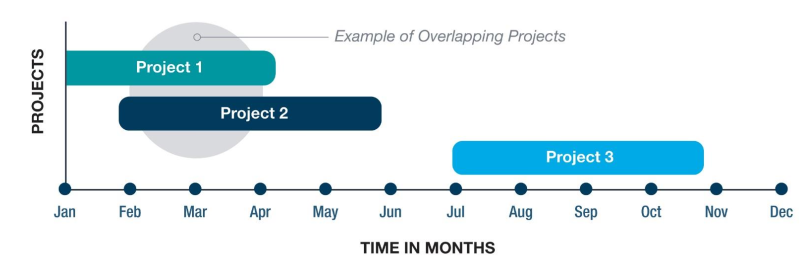 Example of Overlapping Projects
PROJECTS
Project 1
Project 2
Project 3
Jan Feb Mar Apr May Jun Jul Aug Sep Oct Nov Dec
TIME IN MONTHS